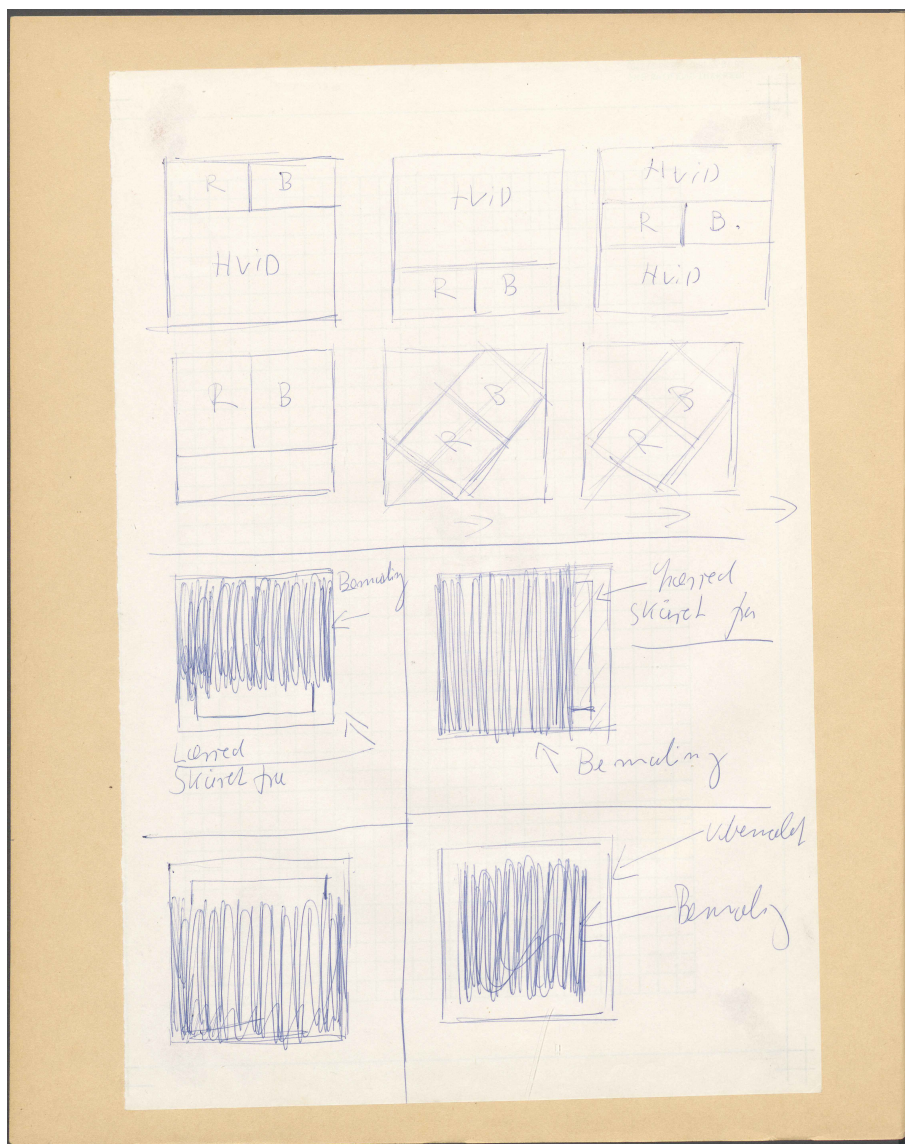 R B
HViD
HViD
R B
HViD
R B.
HViD
R B
B
R
B
R
Bemaling
Lærred
Skåret fra
Lærred
Skåret fra
Bemaling
Ubemalet
Bemaling